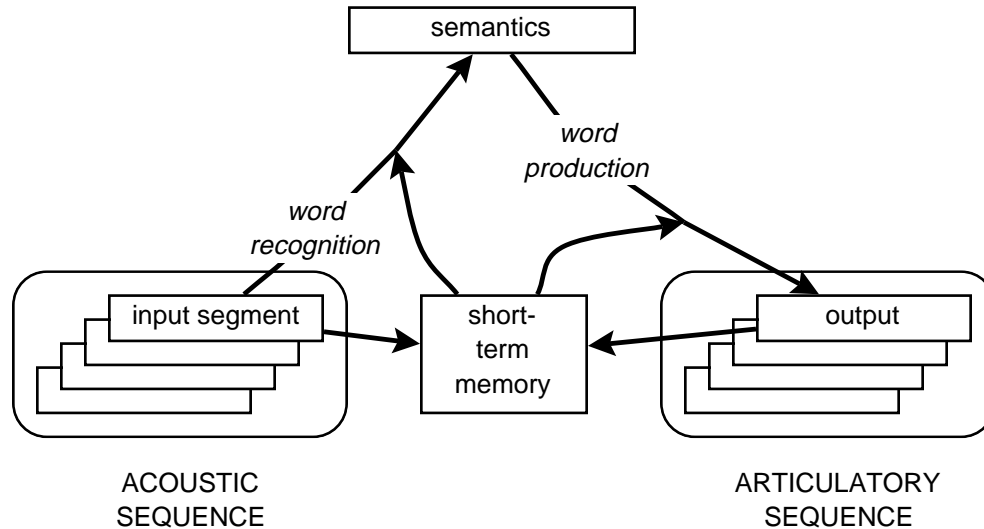 semantics
word
production
word
recognition
input segment
short-
term
memory
output
ACOUSTIC
SEQUENCE
ARTICULATORY
SEQUENCE